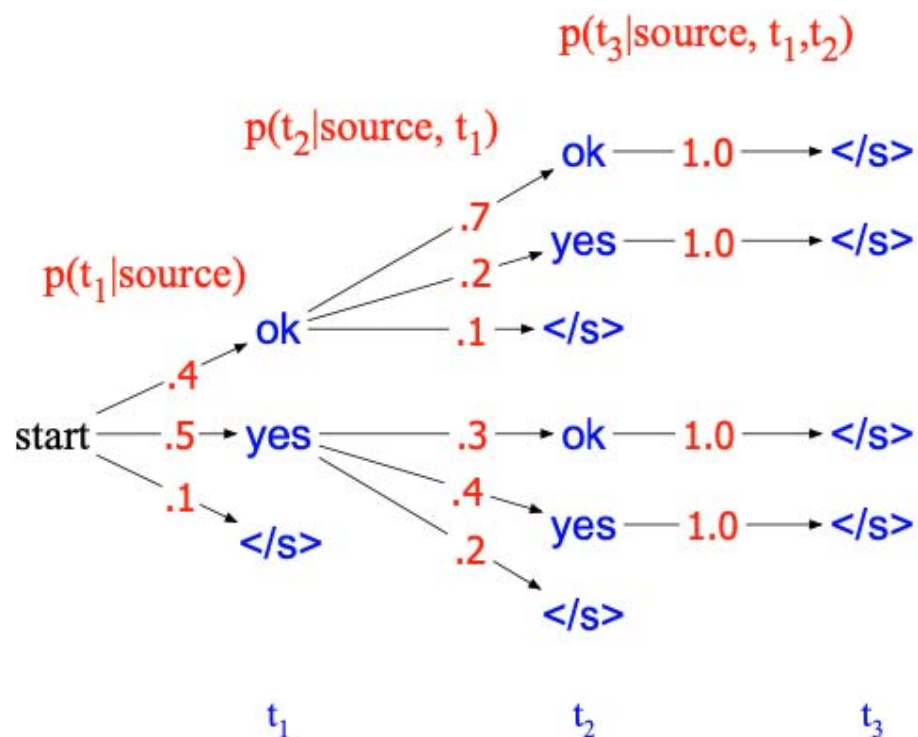 p(t3|source, t1,t2)
p(t2|source, t1)
ok 1.0 </s>
.7
yes 1.0 </s>
p(t1|source)
.2
ok .1 </s>
.4
start .5 yes .3 ok 1.0 </s>
.1 .4
</s> yes 1.0 </s>
.2
</s>
t1 t2 t3